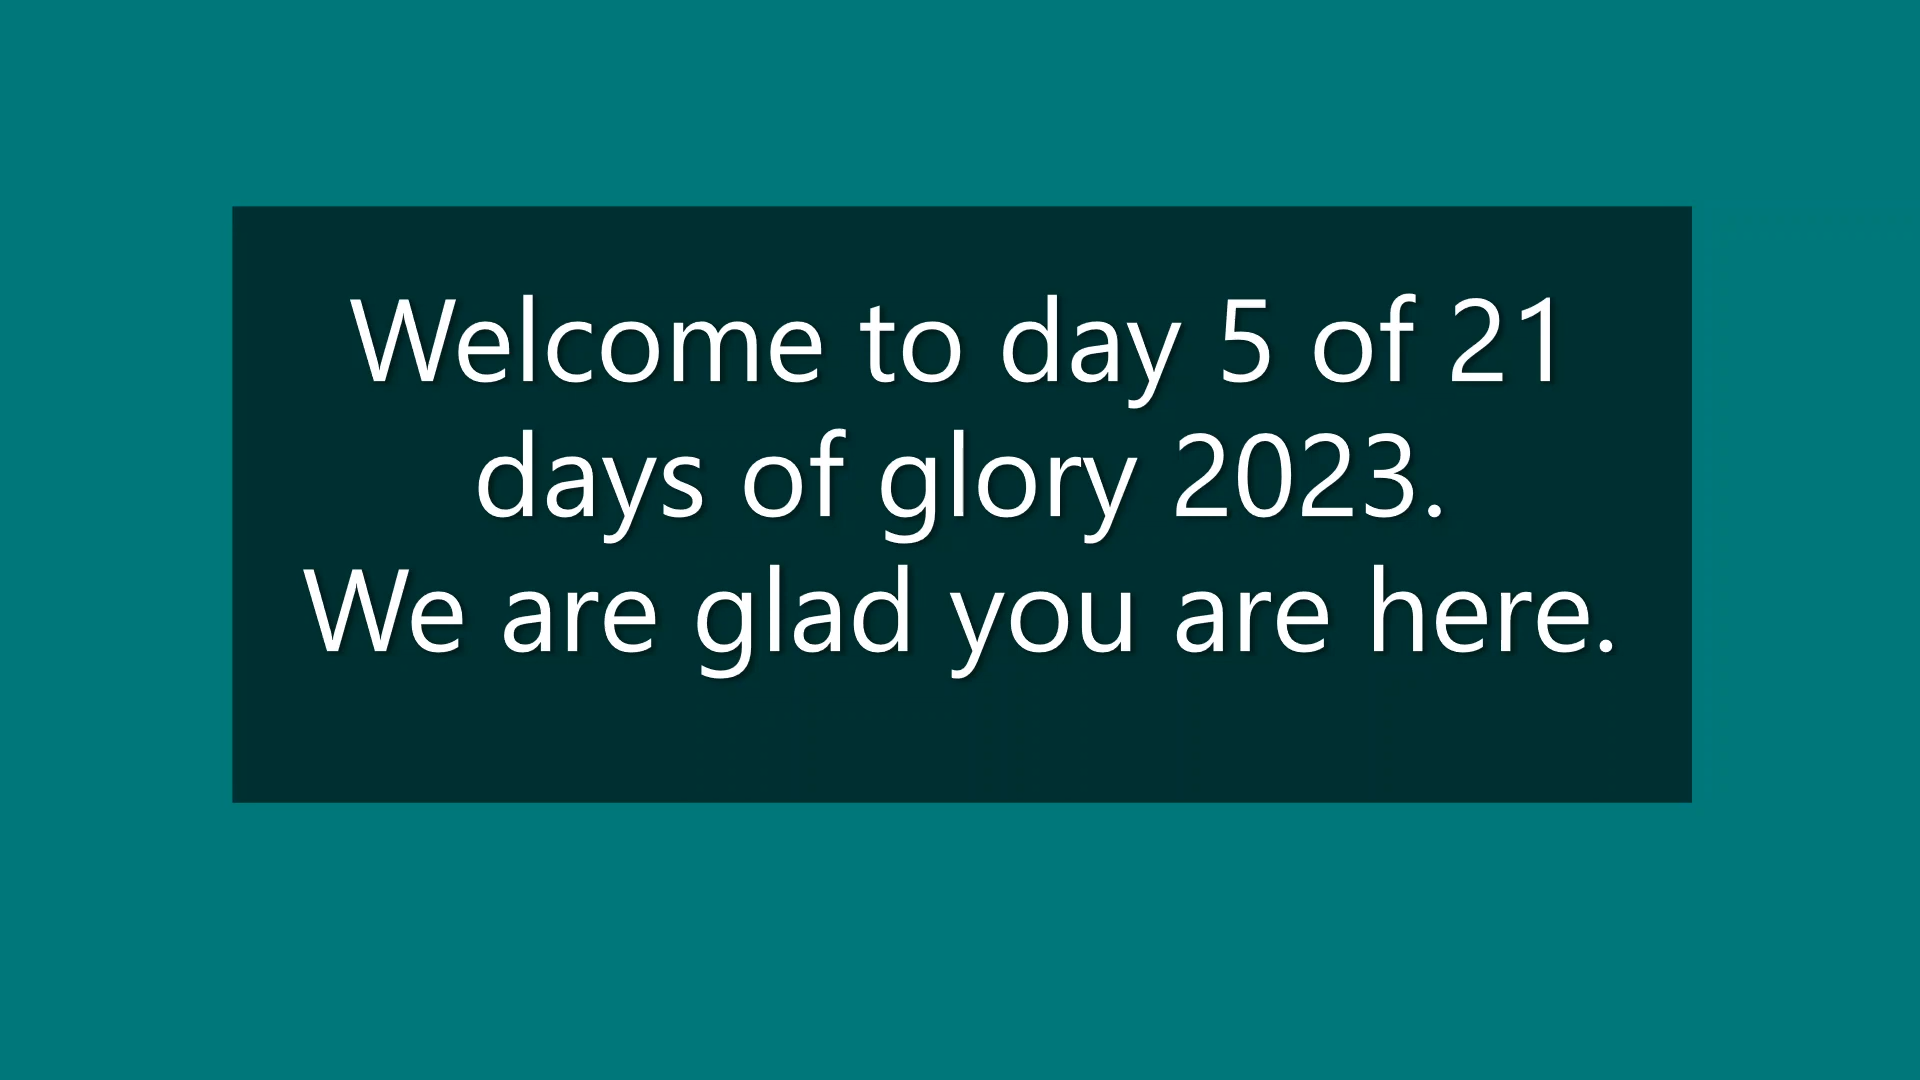 Welcome to day 5 of 21
days of glory 2023.
We are glad you are here.